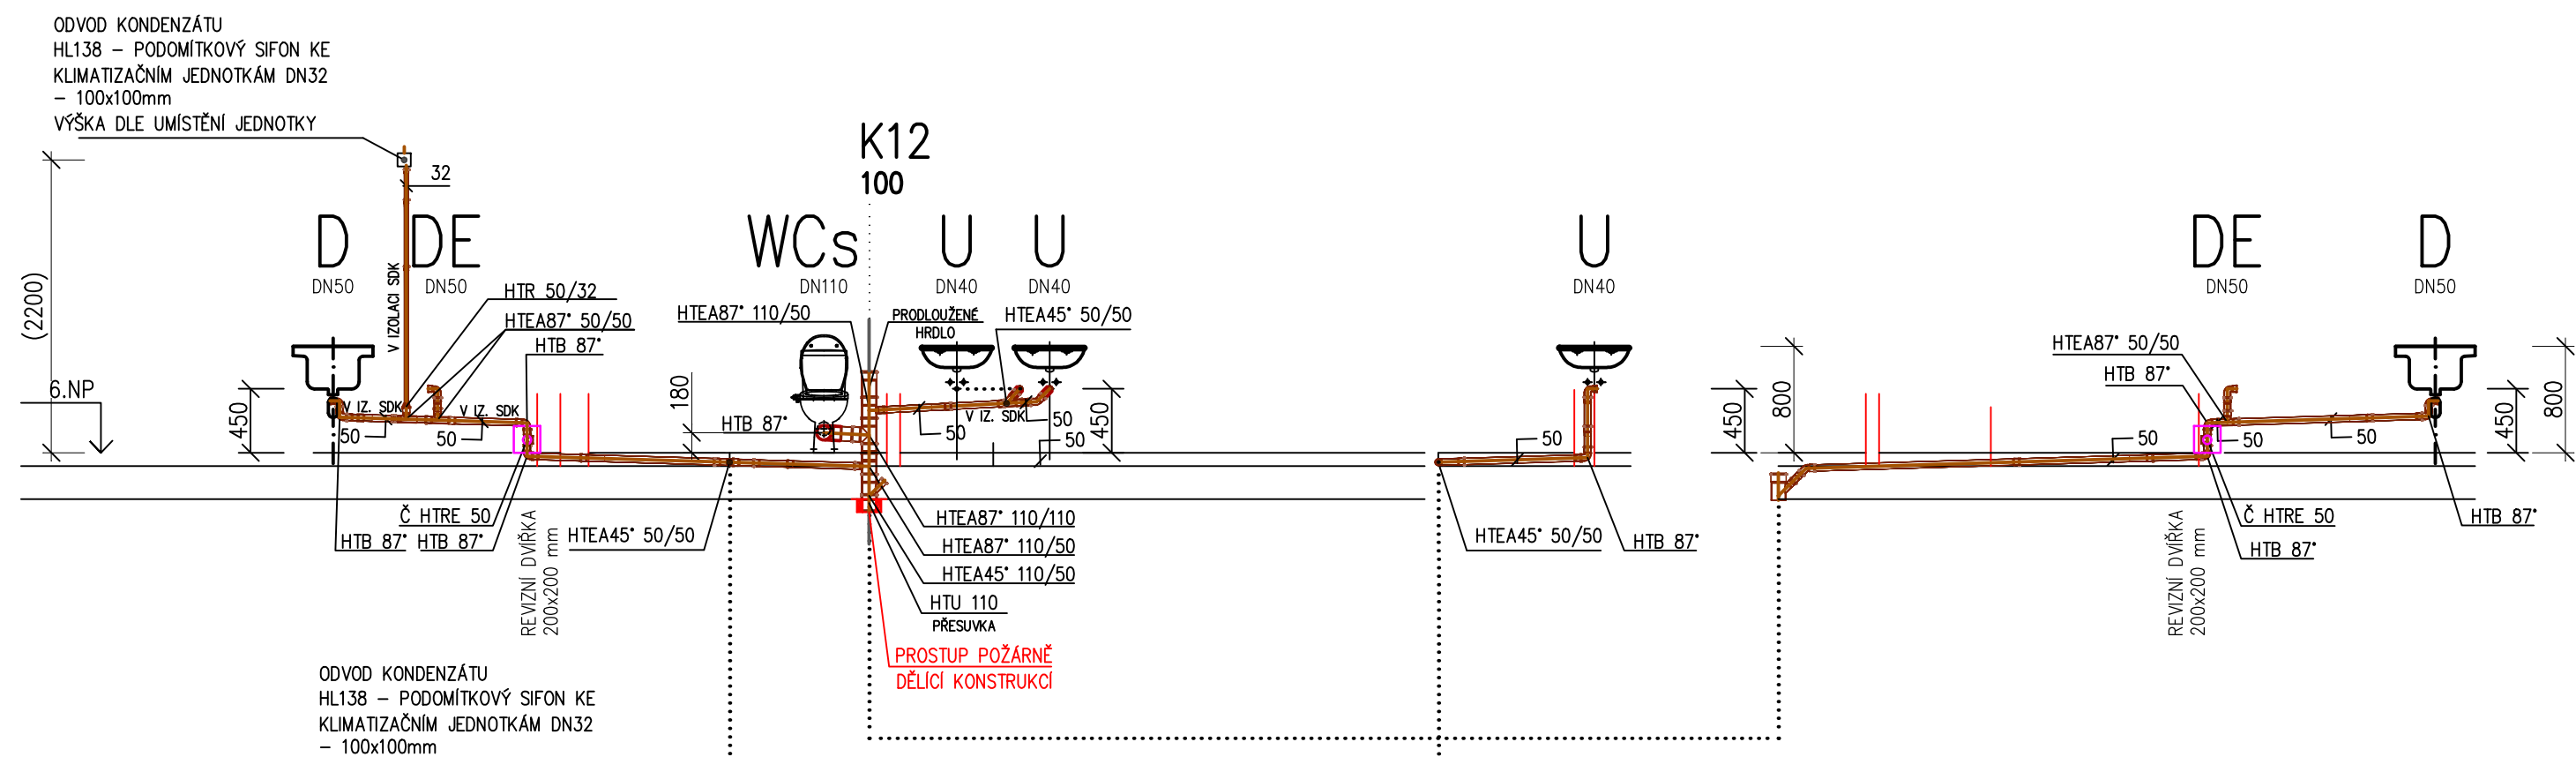 ODVOD KONDENZÁTU
HL138 – PODOMÍTKOVÝ SIFON KE
KLIMATIZAČNÍM JEDNOTKÁM DN32
– 100x100mm
VÝŠKA DLE UMÍSTĚNÍ JEDNOTKY
32
K12
100
D
DN50
DE
DN50
WCs
DN110
U
DN40
U
DN40
U
DN40
DE
DN50
D
DN50
(2200)
6.NP
V IZOLACI SDK
HTR 50/32
HTEA87° 50/50
HTB 87°
HTEA87° 110/50
PRODLOUŽENÉ
HRDLO
HTEA45° 50/50
HTEA87° 50/50
HTB 87°
450
V IZ. SDK
V IZ. SDK
50
50
180
HTB 87°
V IZ. SDK
50
50
50
450
50
450
800
50
50
50
450
800
Č HTRE 50
HTB 87°
HTB 87°
REVIZNÍ DVÍŘKA
200x200 mm
HTEA45° 50/50
HTEA87° 110/110
HTEA87° 110/50
HTEA45° 110/50
HTU 110
PŘESUVKA
PROSTUP POŽÁRNĚ
DĚLÍCÍ KONSTRUKCÍ
HTEA45° 50/50
HTB 87°
REVIZNÍ DVÍŘKA
200x200 mm
Č HTRE 50
HTB 87°
HTB 87°
ODVOD KONDENZÁTU
HL138 – PODOMÍTKOVÝ SIFON KE
KLIMATIZAČNÍM JEDNOTKÁM DN32
– 100x100mm